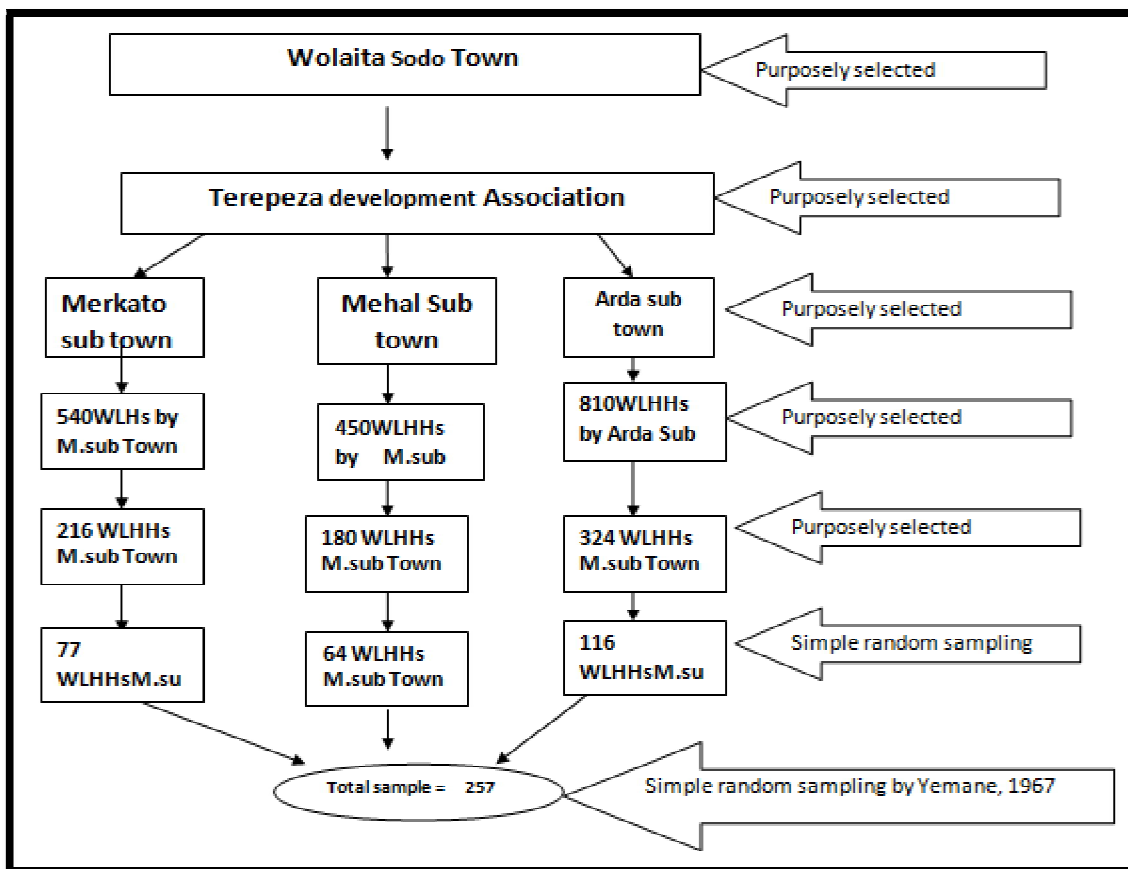 Wolaita Sodo Town
Purposely selected
Terepeza development Association
Purposely selected
Merkato
sub town
Mehal Sub
town
Arda sub
town
Purposely selected
540WLHs by
M.sub Town
450WLHHs
by M.sub
810WLHHs
by Arda Sub
Purposely selected
216 WLHHs
M.sub Town
180 WLHHs
M.sub Town
324 WLHHs
M.sub Town
Purposely selected
77
WLHHsM.su
64 WLHHs
M.sub Town
116
WLHHsM.su
Simple random sampling
Total sample = 257
Simple random sampling by Yemane, 1967